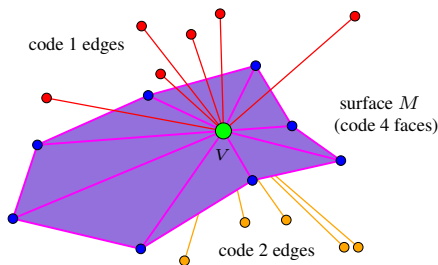 code 1 edges
surface M
(code 4 faces)
V
code 2 edges